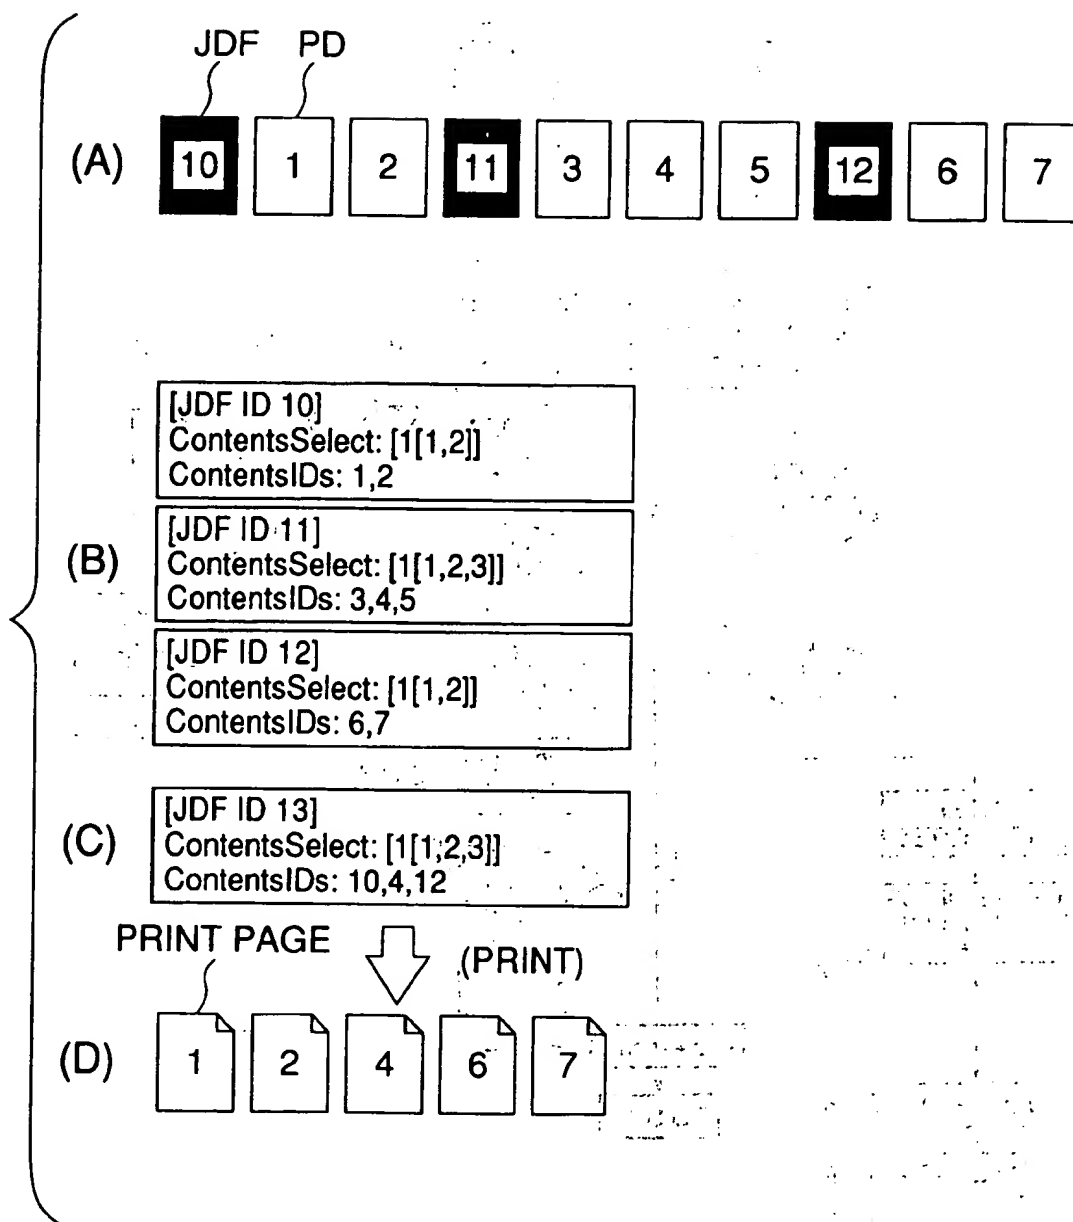 JDF PD
(A) 10 1 2 11 3 4 5 12 6 7
[JDF ID 10]
ContentsSelect: [1[1,2]]
ContentsIDs: 1,2
(B)
[JDF ID 11]
ContentsSelect: [1[1,2,3]]
ContentsIDs: 3,4,5
[JDF ID 12]
ContentsSelect: [1[1,2]]
ContentsIDs: 6,7
(C)
[JDF ID 13]
ContentsSelect: [1[1,2,3]]
ContentsIDs: 10,4,12
PRINT PAGE
(PRINT)
(D) 1 2 4 6 7